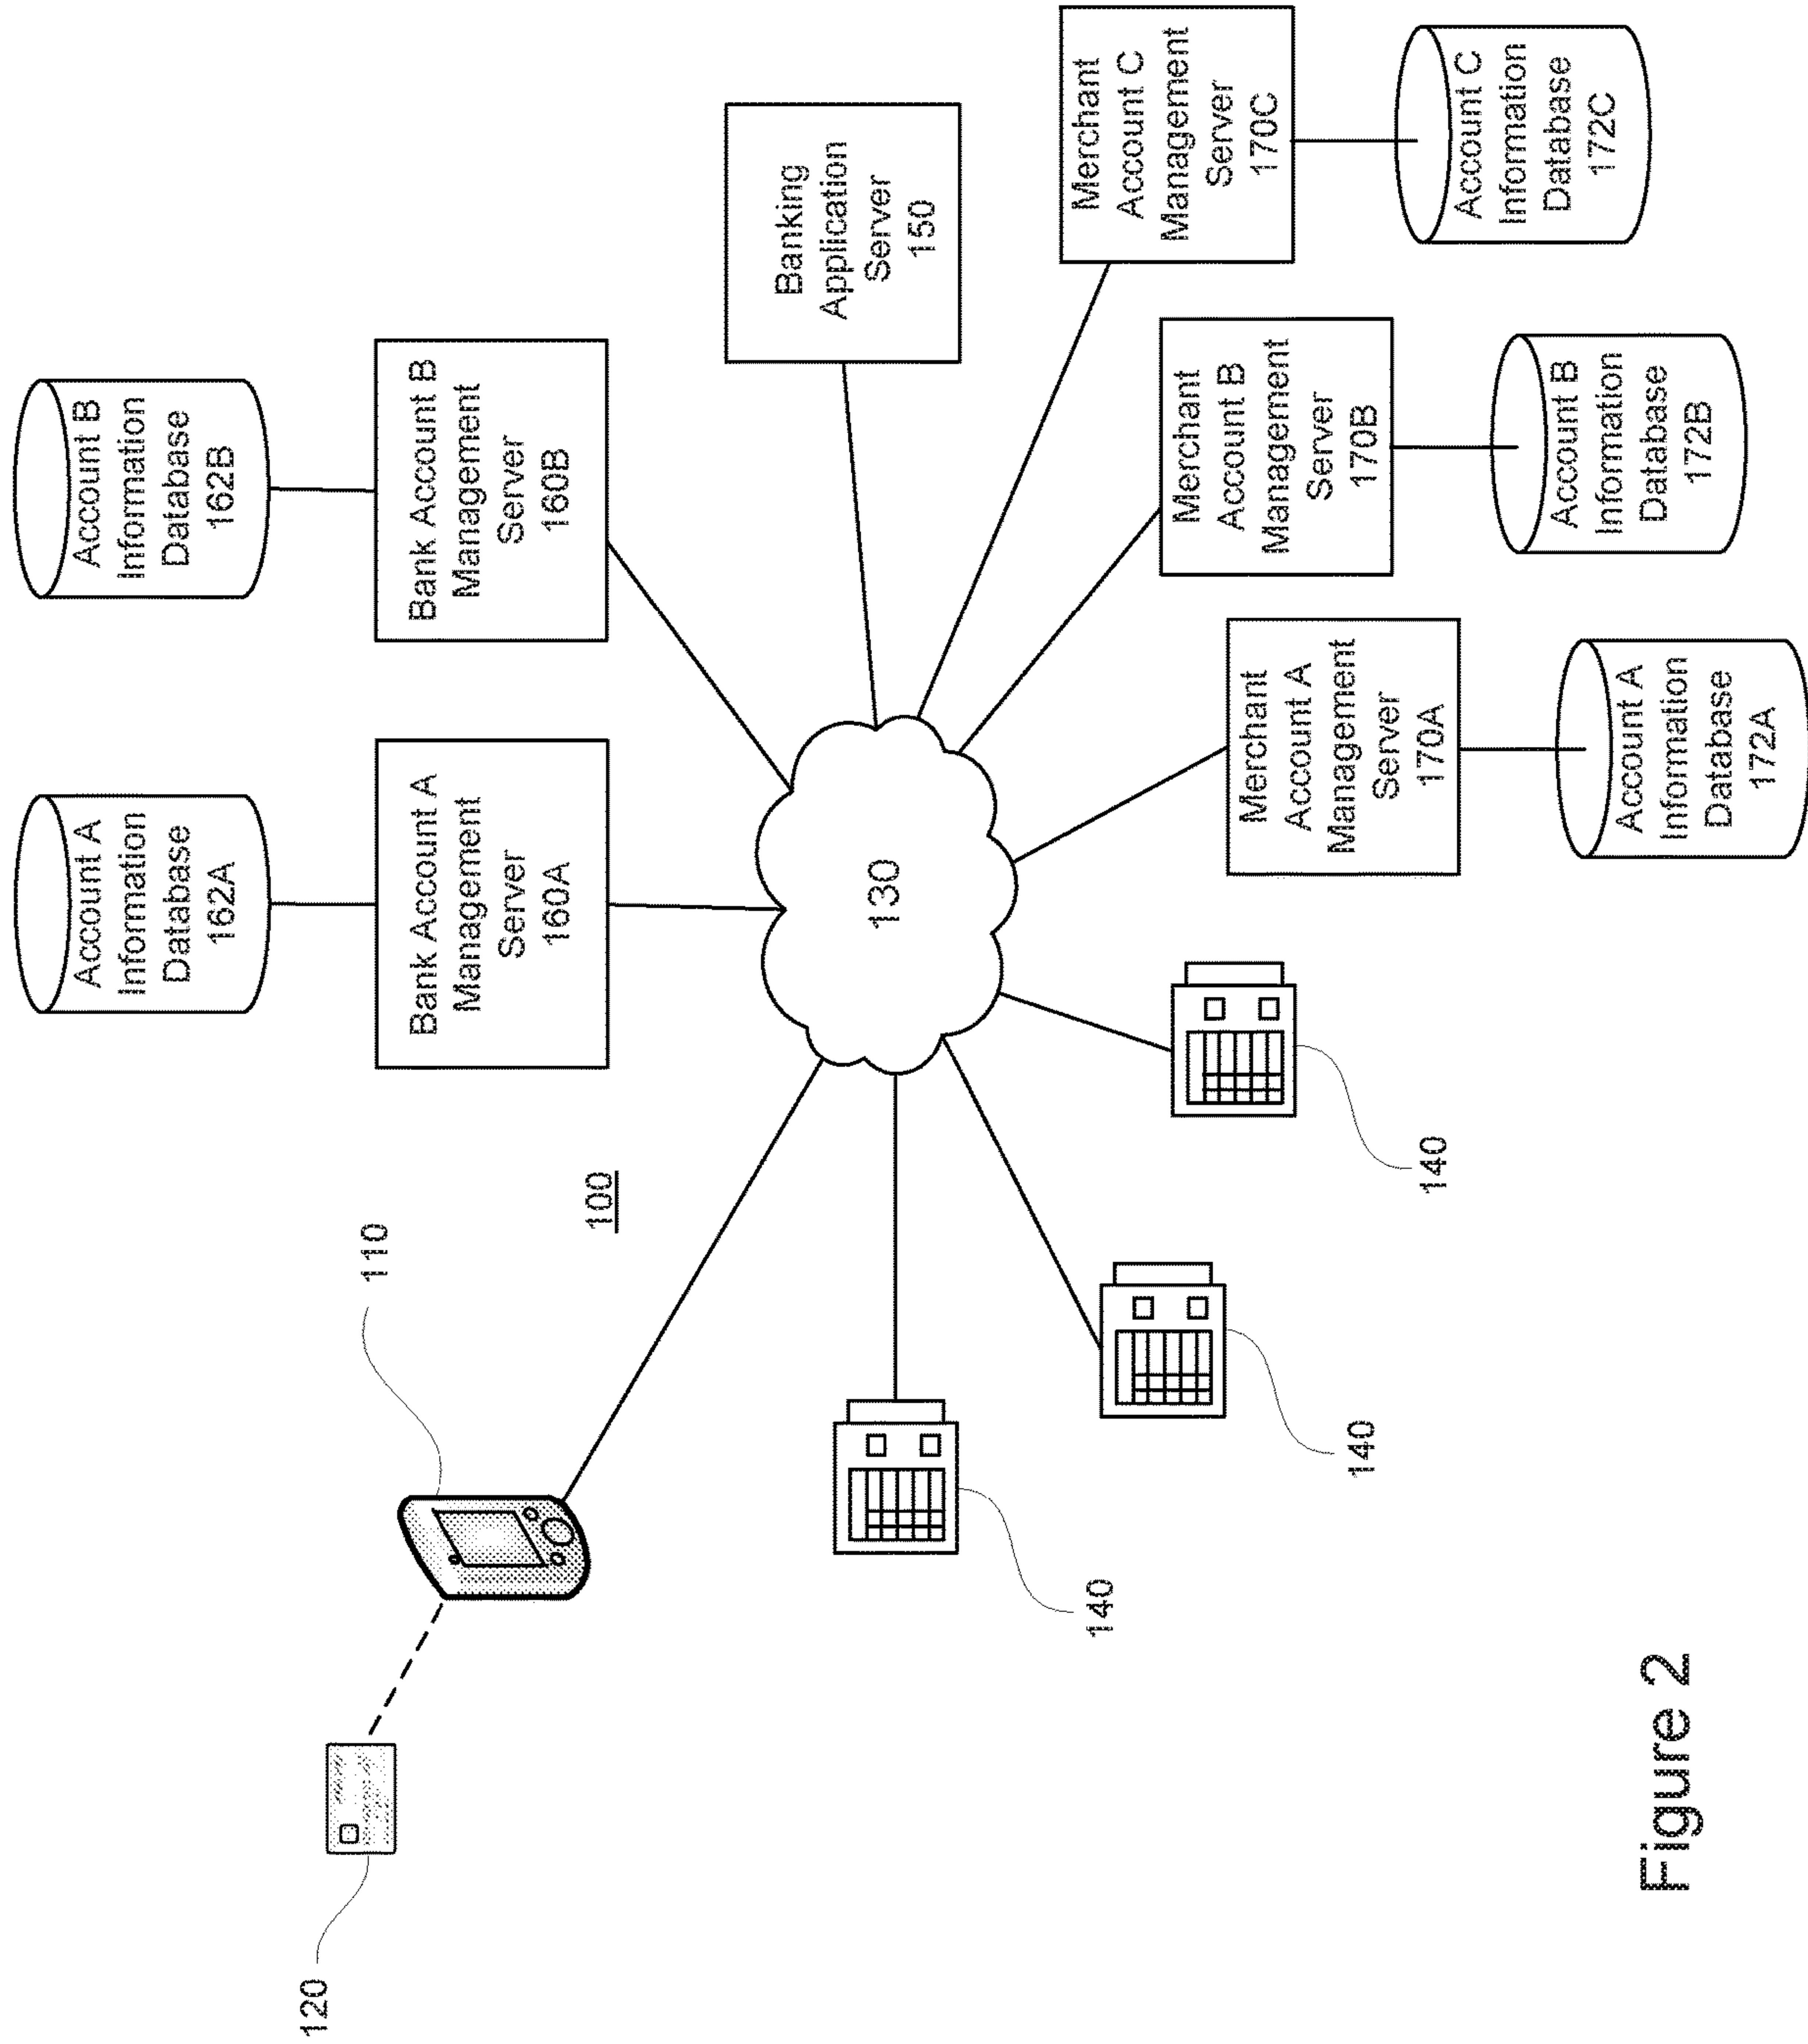 Account A
Information
Database
162A
Account B
Information
Database
162B
Bank Account A
Management
Server
160A
Bank Account B
Management
Server
160B
120
110
100
Banking
Application
Server
150
130
140
140
140
Merchant
Account A
Management
Server
170A
Merchant
Account B
Management
Server
170B
Merchant
Account C
Management
Server
170C
Account A
Information
Database
172A
Account B
Information
Database
172B
Account C
Information
Database
172C
Figure 2